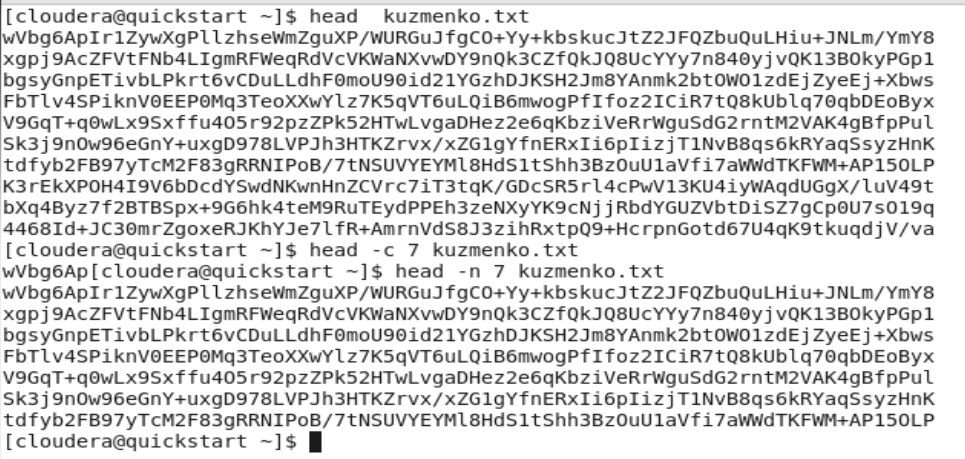 [cloudera@quickstart ~]$ head  kuzmenko.txt
wVbg6ApIr1ZywXgPllzhseWmZguXP/WURGuJfgCO+Yy+kbskucJtZ2JFQZbuQuLHiu+JNLm/YmY8
xgpj9AcZFVtFNb4LIgmRFWeqRdVcVKWaNXvwDY9nQk3CZfQkJQ8UcYYy7n840yjvQK13BOkyPGp1
bgsyGnpETivbLPkrt6vCDuLLdhF0moU90id21YGzhDJKSH2Jm8YAnmk2btOWO1zdEjZyeEj+Xbws
FbTlv4SPiknV0EEP0Mq3TeoXXwYlz7K5qVT6uLQiB6mwogPfIfoz2ICiR7tQ8kUblq70qbDEoByx
V9GqT+q0wLx9Sxffu4O5r92pzZPk52HTwLvgaDHez2e6qKbziVeRrWguSdG2rntM2VAK4gBfpPul
Sk3j9nOw96eGnY+uxgD978LVPJh3HTKZrvx/xZG1gYfnERxIi6pIizjT1NvB8qs6kRYaqSsyzHnK
tdfyb2FB97yTcM2F83gRRNIPoB/7tNSUVYEYMl8HdS1tShh3BzOuU1aVfi7aWWdTKFWM+AP15OLP
K3rEkXPOH4I9V6bDcdYSwdNKwnHnZCVrc7iT3tqK/GDcSR5rl4cPwV13KU4iyWAqdUGgX/luV49t
bXq4Byz7f2BTBSpx+9G6hk4teM9RuTEydPPEh3zeNXyYK9cNjjRbdYGUZVbtDiSZ7gCp0U7sO19q
4468Id+JC30mrZgoxeRJKhYJe7lfR+AmrnVdS8J3zihRxtpQ9+HcrpnGotd67U4qK9tkuqdjV/va
[cloudera@quickstart ~]$ head -c 7 kuzmenko.txt
wVbg6Ap[cloudera@quickstart ~]$ head -n 7 kuzmenko.txt
wVbg6ApIr1ZywXgPllzhseWmZguXP/WURGuJfgCO+Yy+kbskucJtZ2JFQZbuQuLHiu+JNLm/YmY8
xgpj9AcZFVtFNb4LIgmRFWeqRdVcVKWaNXvwDY9nQk3CZfQkJQ8UcYYy7n840yjvQK13BOkyPGp1
bgsyGnpETivbLPkrt6vCDuLLdhF0moU90id21YGzhDJKSH2Jm8YAnmk2btOWO1zdEjZyeEj+Xbws
FbTlv4SPiknV0EEP0Mq3TeoXXwYlz7K5qVT6uLQiB6mwogPfIfoz2ICiR7tQ8kUblq70qbDEoByx
V9GqT+q0wLx9Sxffu4O5r92pzZPk52HTwLvgaDHez2e6qKbziVeRrWguSdG2rntM2VAK4gBfpPul
Sk3j9nOw96eGnY+uxgD978LVPJh3HTKZrvx/xZG1gYfnERxIi6pIizjT1NvB8qs6kRYaqSsyzHnK
tdfyb2FB97yTcM2F83gRRNIPoB/7tNSUVYEYMl8HdS1tShh3BzOuU1aVfi7aWWdTKFWM+AP15OLP
[cloudera@quickstart ~]$